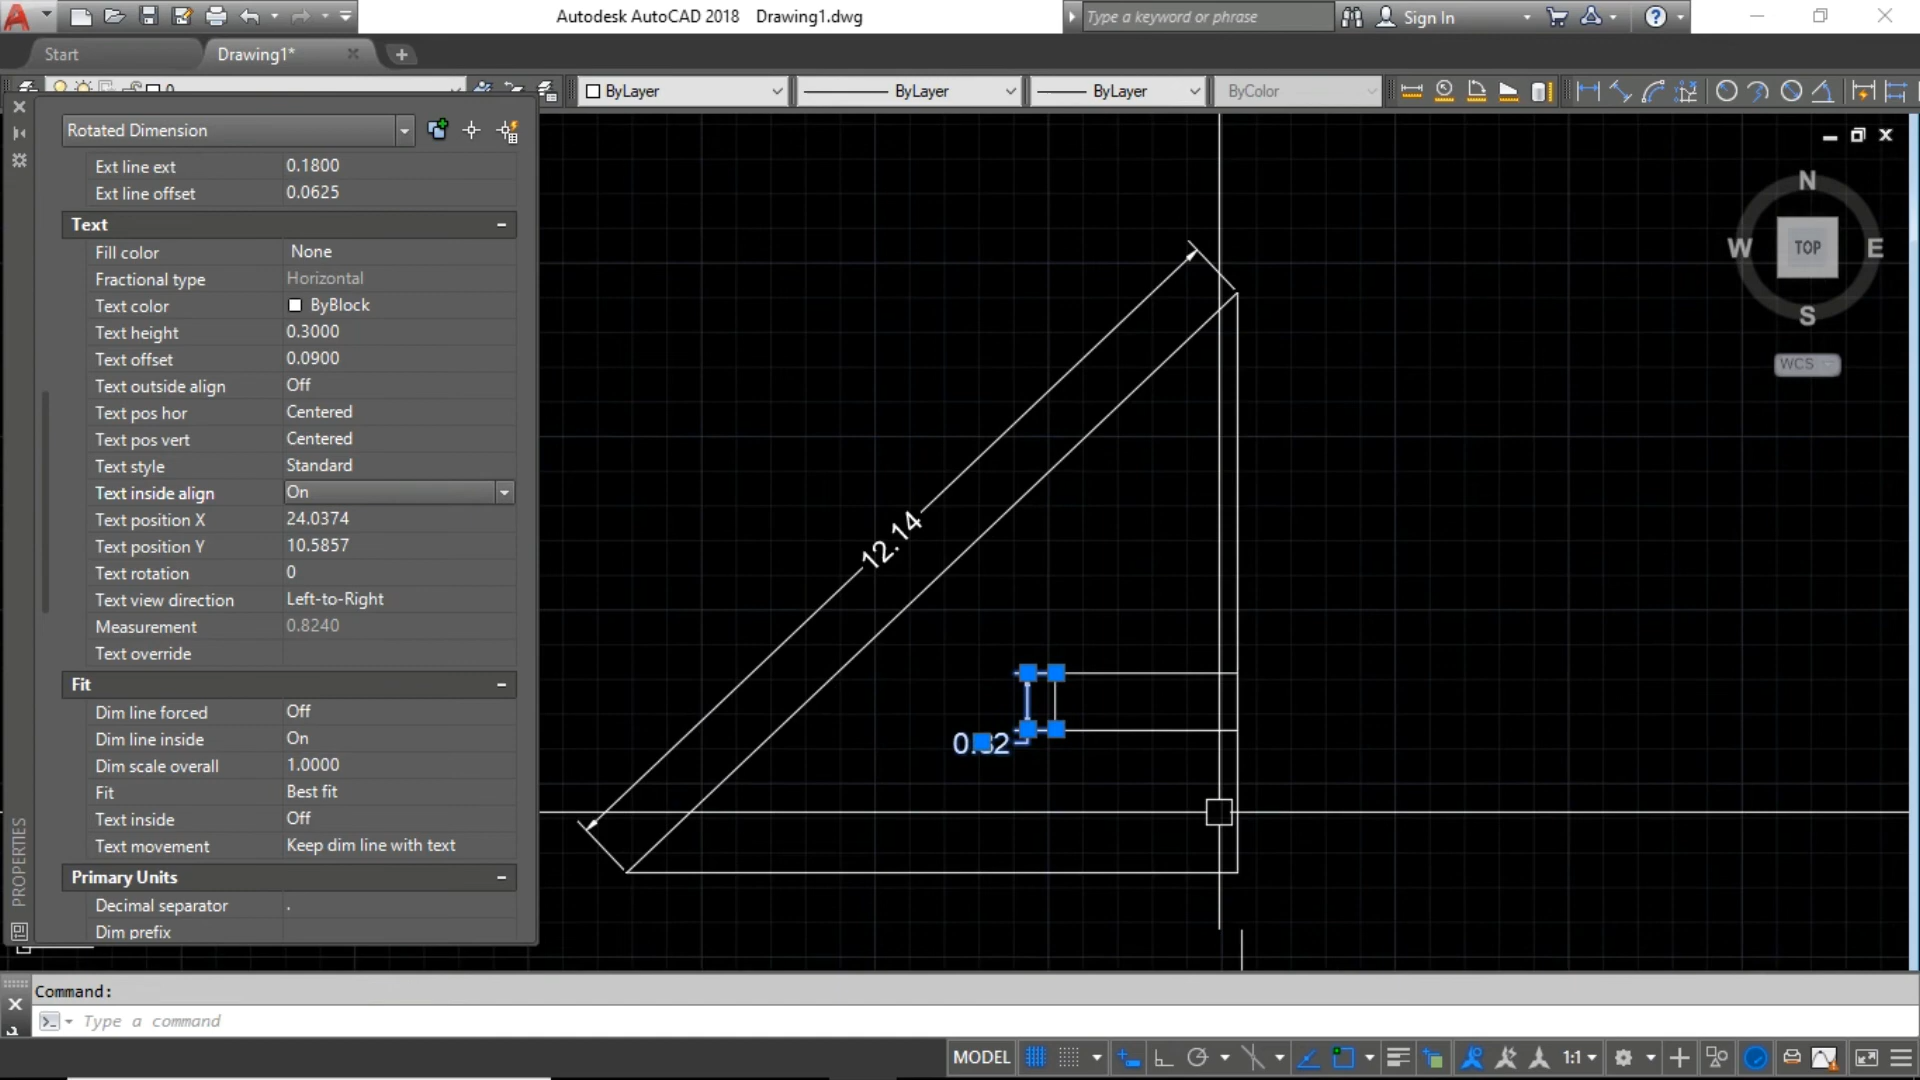 Autodesk AutoCAD 2018 Drawing1.dwg
Type a keyword or phrase
Sign In
Start
Drawing1*
0
ByLayer
ByLayer
ByLayer
ByColor
Rotated Dimension
Ext line ext 0.1800
Ext line offset 0.0625
Text
Fill color None
Fractional type Horizontal
Text color ByBlock
Text height 0.3000
Text offset 0.0900
Text outside align Off
Text pos hor Centered
Text pos vert Centered
Text style Standard
Text inside align On
Text position X 24.0374
Text position Y 10.5857
Text rotation 0
Text view direction Left-to-Right
Measurement 0.8240
Text override
Fit
Dim line forced Off
Dim line inside On
Dim scale overall 1.0000
Fit Best fit
Text inside Off
Text movement Keep dim line with text
Primary Units
Decimal separator .
Dim prefix
PROPERTIES
12.14
0.82
N
W
TOP
E
S
WCS
Command:
Type a command
MODEL
1:1